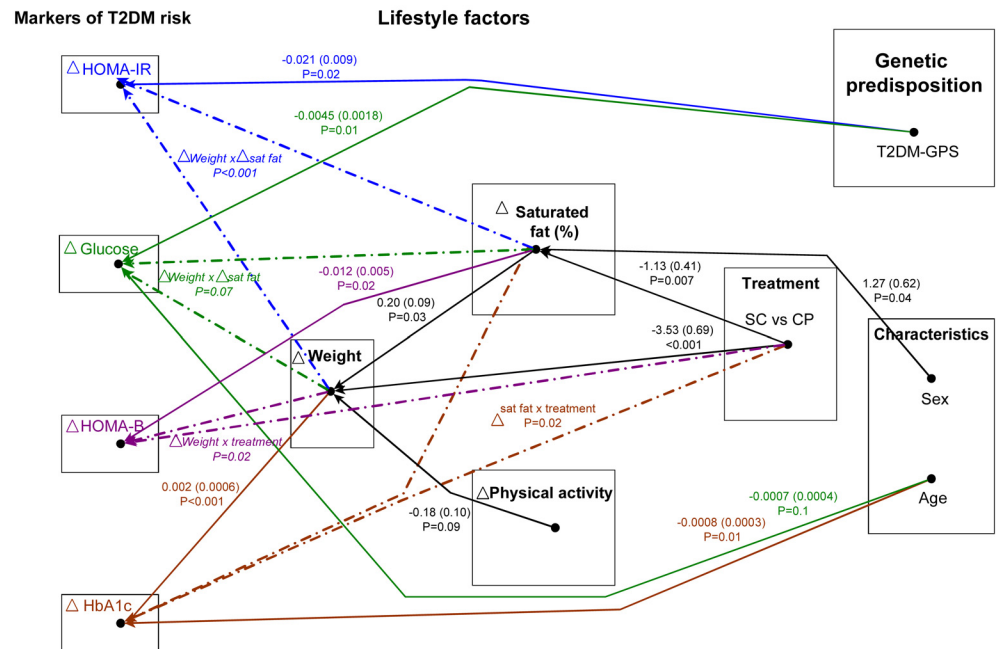 Markers of T2DM risk
Lifestyle factors
△ HOMA-IR
-0.021 (0.009)
P=0.02
Genetic
predisposition
T2DM-GPS
-0.0045 (0.0018)
P=0.01
△Weight x△sat fat
P<0.001
△ Saturated
fat (%)
△ Glucose
△Weight x△sat fat
P=0.07
-0.012 (0.005)
P=0.02
-1.13 (0.41)
P=0.007
1.27 (0.62)
P=0.04
Treatment
SC vs CP
0.20 (0.09)
P=0.03
-3.53 (0.69)
<0.001
Characteristics
Sex
Age
△ Weight
△HOMA-B
△Weight x treatment
P=0.02
△sat fat x treatment
P=0.02
0.002 (0.0006)
P<0.001
△Physical activity
-0.18 (0.10)
P=0.09
-0.0007 (0.0004)
P=0.1
-0.0008 (0.0003)
P=0.01
△ HbA1c